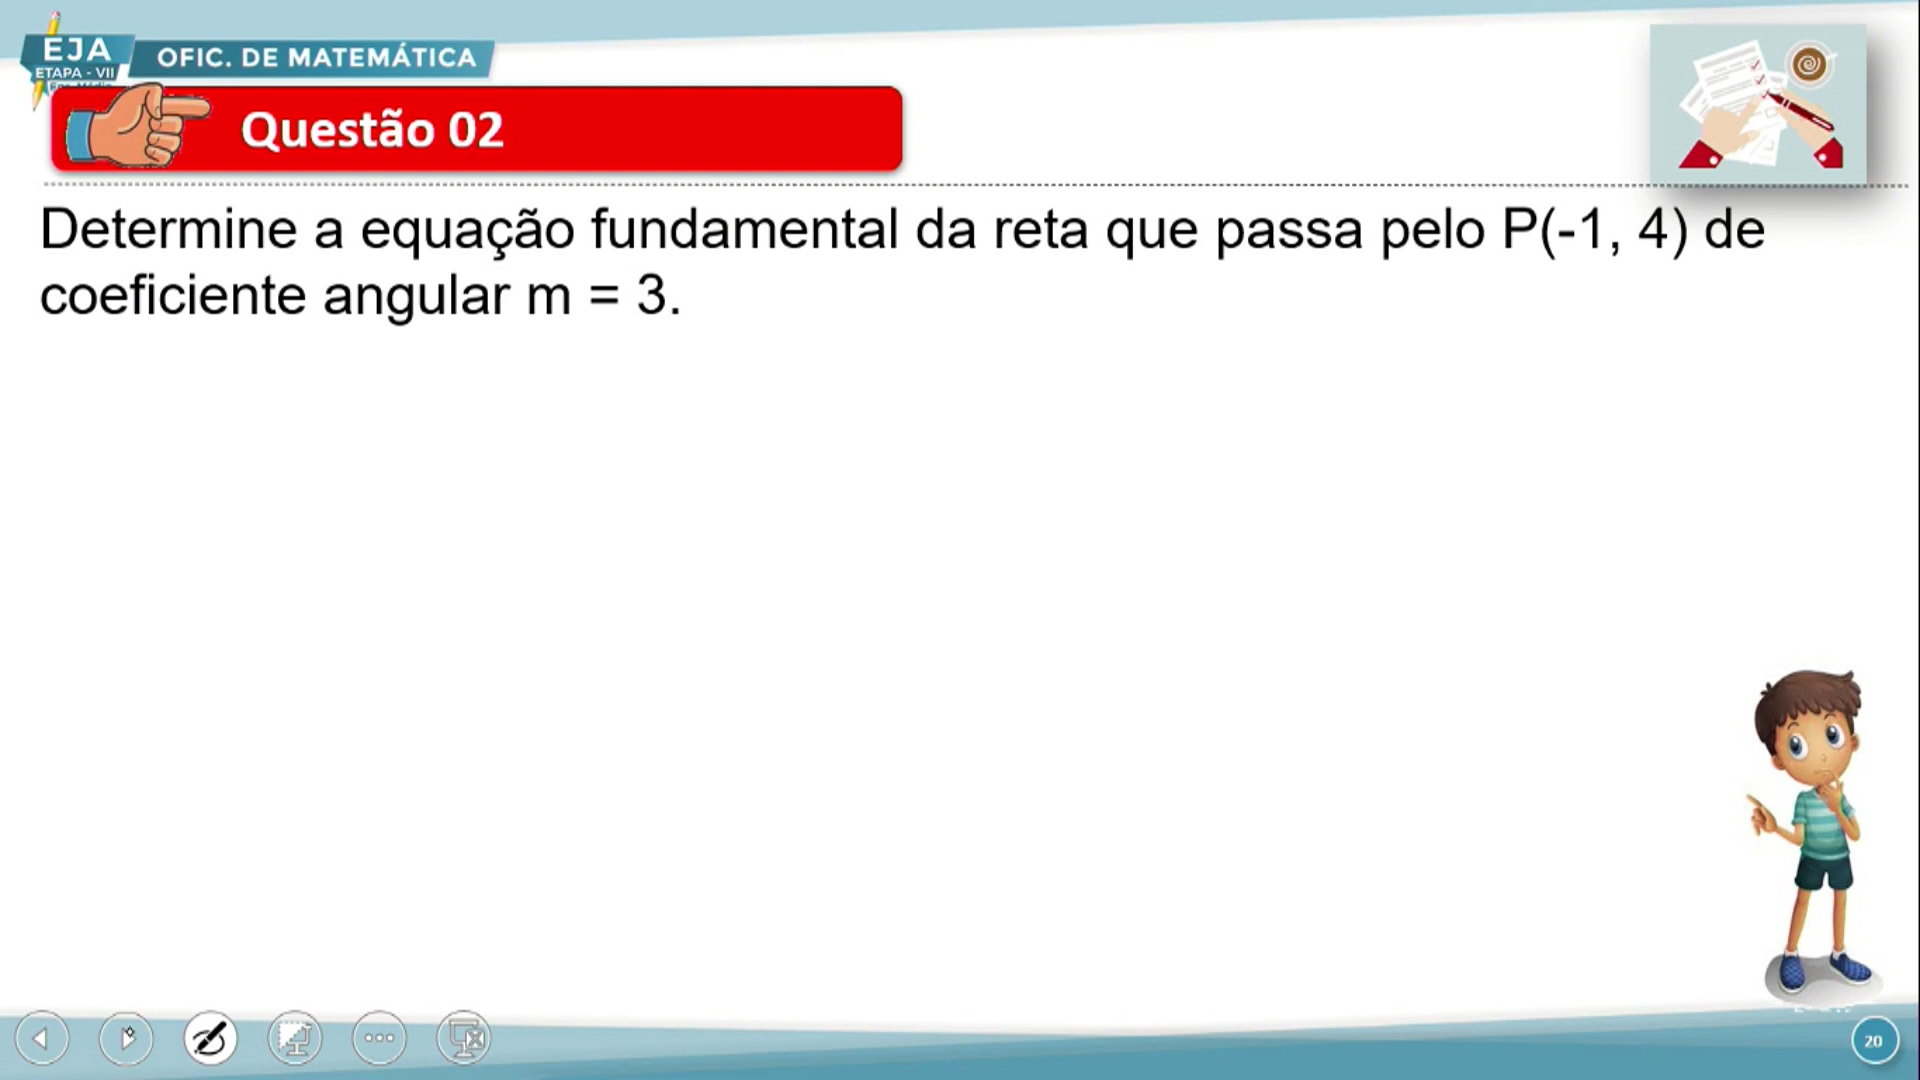 EJA
ETAPA - VII
OFIC. DE MATEMÁTICA
Questão 02
Determine a equação fundamental da reta que passa pelo P(-1, 4) de
coeficiente angular m = 3.
20